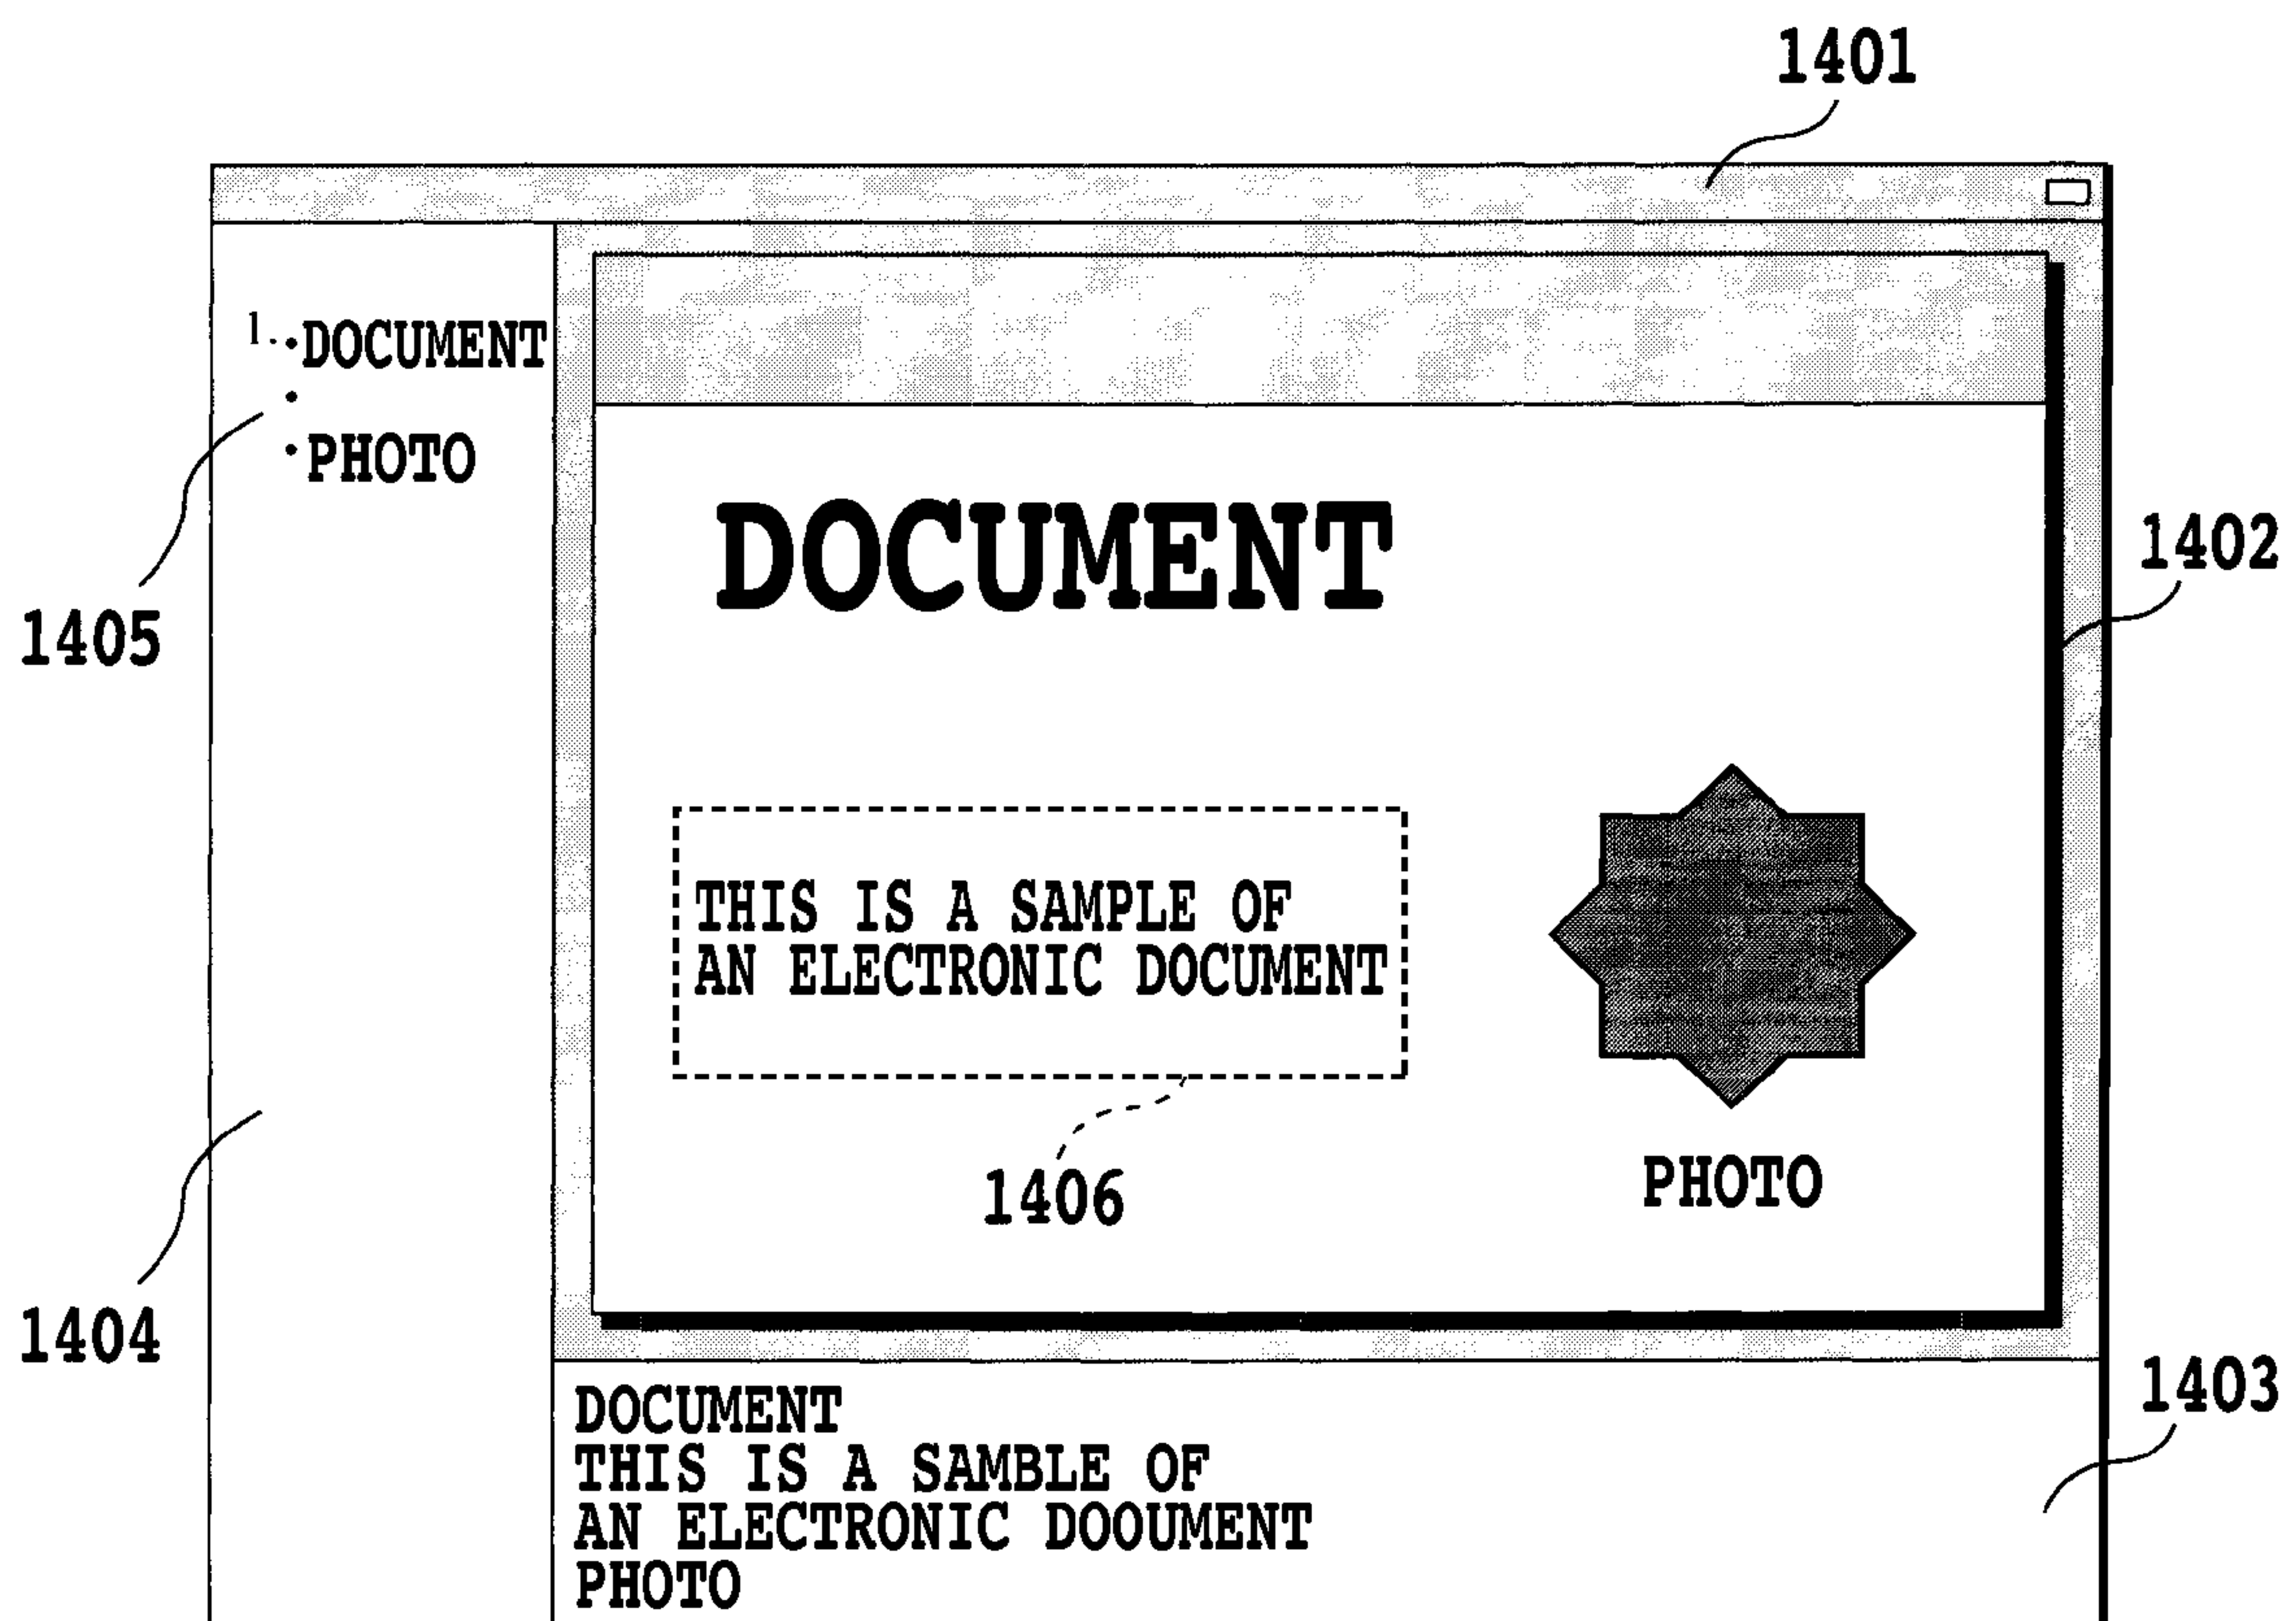 1401
1. •DOCUMENT
•
•PHOTO
1405
DOCUMENT
1402
THIS IS A SAMPLE OF
AN ELECTRONIC DOCUMENT
1406
PHOTO
1404
1403
DOCUMENT
THIS IS A SAMBLE OF
AN ELECTRONIC DOOUMENT
PHOTO